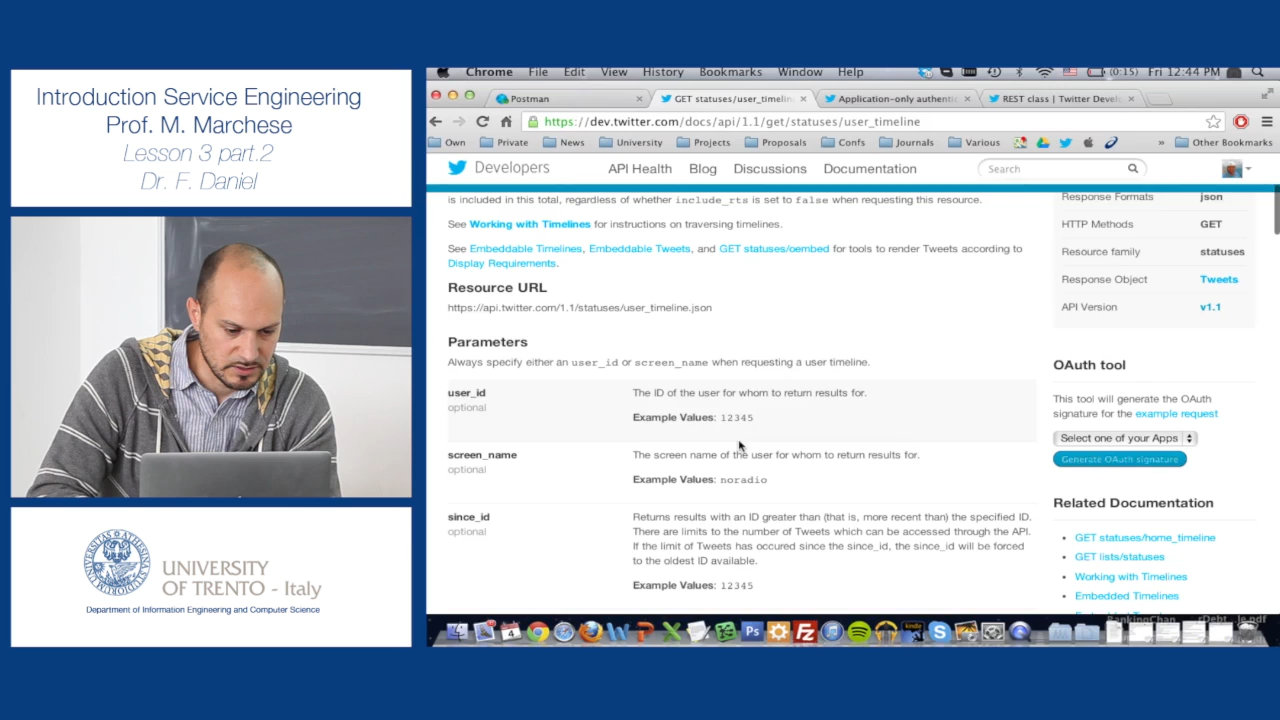 Introduction Service Engineering
Prof. M. Marchese
Lesson 3 part.2
Dr. F. Daniel
UNIVERSITY
OF TRENTO - Italy
Department of Information Engineering and Computer Science
Chrome File Edit View History Bookmarks Window Help (0:15) Fri 12:44 PM
Postman
GET statuses/user_timelin
Application-only authenti
REST class | Twitter Devel
https://dev.twitter.com/docs/api/1.1/get/statuses/user_timeline
Own Private News University Projects Proposals Confs Journals Various » Other Bookmarks
Developers API Health Blog Discussions Documentation Search
is included in this total, regardless of whether include_rts is set to false when requesting this resource.
See Working with Timelines for instructions on traversing timelines.
See Embeddable Timelines, Embeddable Tweets, and GET statuses/oembed for tools to render Tweets according to
Display Requirements.
Resource URL
https://api.twitter.com/1.1/statuses/user_timeline.json
Parameters
Always specify either an user_id or screen_name when requesting a user timeline.
user_id The ID of the user for whom to return results for.
optional
Example Values: 12345
screen_name The screen name of the user for whom to return results for.
optional
Example Values: noradio
since_id Returns results with an ID greater than (that is, more recent than) the specified ID.
optional There are limits to the number of Tweets which can be accessed through the API.
If the limit of Tweets has occured since the since_id, the since_id will be forced
to the oldest ID available.
Example Values: 12345
Response Formats json
HTTP Methods GET
Resource family statuses
Response Object Tweets
API Version v1.1
OAuth tool
This tool will generate the OAuth
signature for the example request
Select one of your Apps
Generate OAuth signature
Related Documentation
GET statuses/home_timeline
GET lists/statuses
Working with Timelines
Embedded Timelines